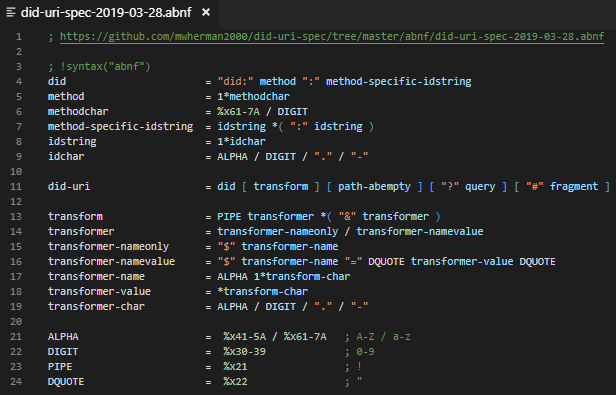 did-uri-spec-2019-03-28.abnf ×
1 ; https://github.com/mwherman2000/did-uri-spec/tree/master/abnf/did-uri-spec-2019-03-28.abnf
2
3 ; !syntax("abnf")
4 did = "did:" method ":" method-specific-idstring
5 method = 1*methodchar
6 methodchar = %x61-7A / DIGIT
7 method-specific-idstring = idstring *( ":" idstring )
8 idstring = 1*idchar
9 idchar = ALPHA / DIGIT / "." / "-"
10
11 did-uri = did [ transform ] [ path-abempty ] [ "?" query ] [ "#" fragment ]
12
13 transform = PIPE transformer *( "&" transformer )
14 transformer = transformer-nameonly / transformer-namevalue
15 transformer-nameonly = "$" transformer-name
16 transformer-namevalue = "$" transformer-name "=" DQUOTE transformer-value DQUOTE
17 transformer-name = ALPHA 1*transform-char
18 transformer-value = *transform-char
19 transformer-char = ALPHA / DIGIT / "." / "-"
20
21 ALPHA = %x41-5A / %x61-7A ; A-Z / a-z
22 DIGIT = %x30-39 ; 0-9
23 PIPE = %x21 ; !
24 DQUOTE = %x22 ; "